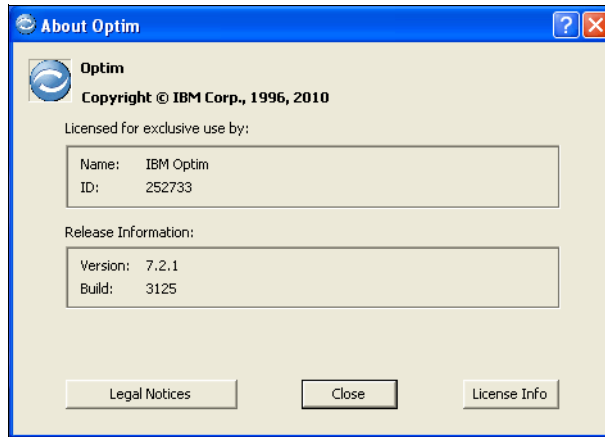 About Optim
Optim
Copyright © IBM Corp., 1996, 2010
Licensed for exclusive use by:
Name: IBM Optim
ID: 252733
Release Information:
Version: 7.2.1
Build: 3125
Legal Notices Close License Info